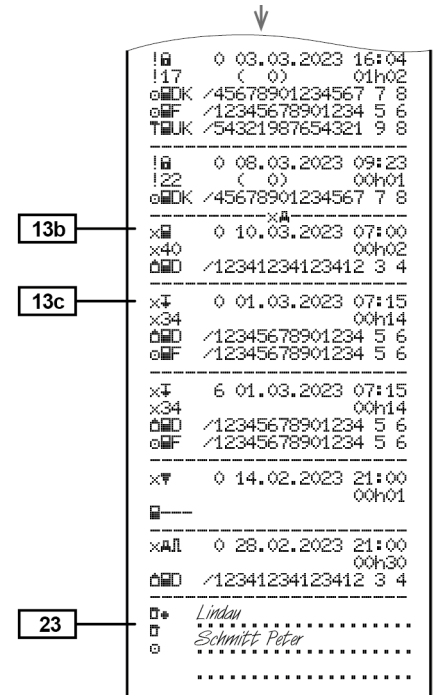 !🔒 0 03.03.2023 16:04
!17 ( 0) 01h02
DK /45678901234567 7 8
F /12345678901234 5 6
T UK /54321987654321 9 8
!🔒 0 08.03.2023 09:23
!22 ( 0) 00h01
DK /45678901234567 7 8
×
13b
× 0 10.03.2023 07:00
×40 00h02
D /12341234123412 3 4
13c
× 0 01.03.2023 07:15
×34 00h14
D /12345678901234 5 6
F /12345678901234 5 6
× 6 01.03.2023 07:15
×34 00h14
D /12345678901234 5 6
F /12345678901234 5 6
×▼ 0 14.02.2023 21:00
00h01
---
× 0 28.02.2023 21:00
00h30
D /12341234123412 3 4
23
Lindau
Schmitt Peter